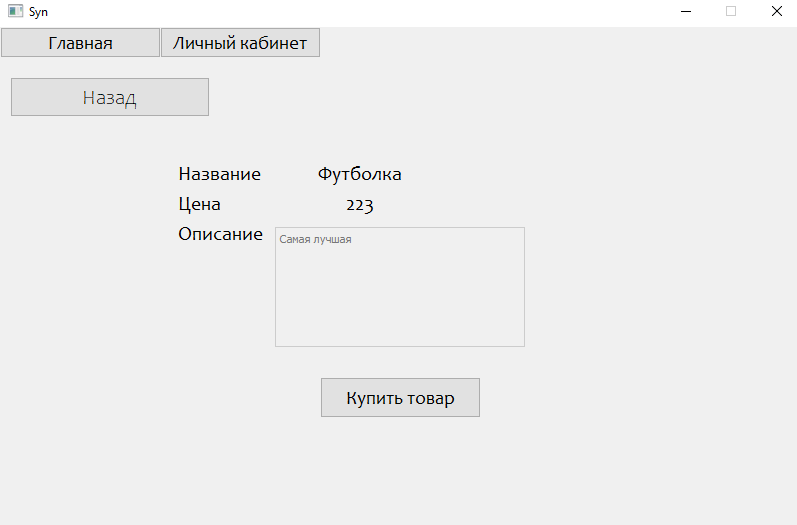 Syn
Главная Личный кабинет
Назад
Название Футболка
Цена 223
Описание Самая лучшая
Купить товар